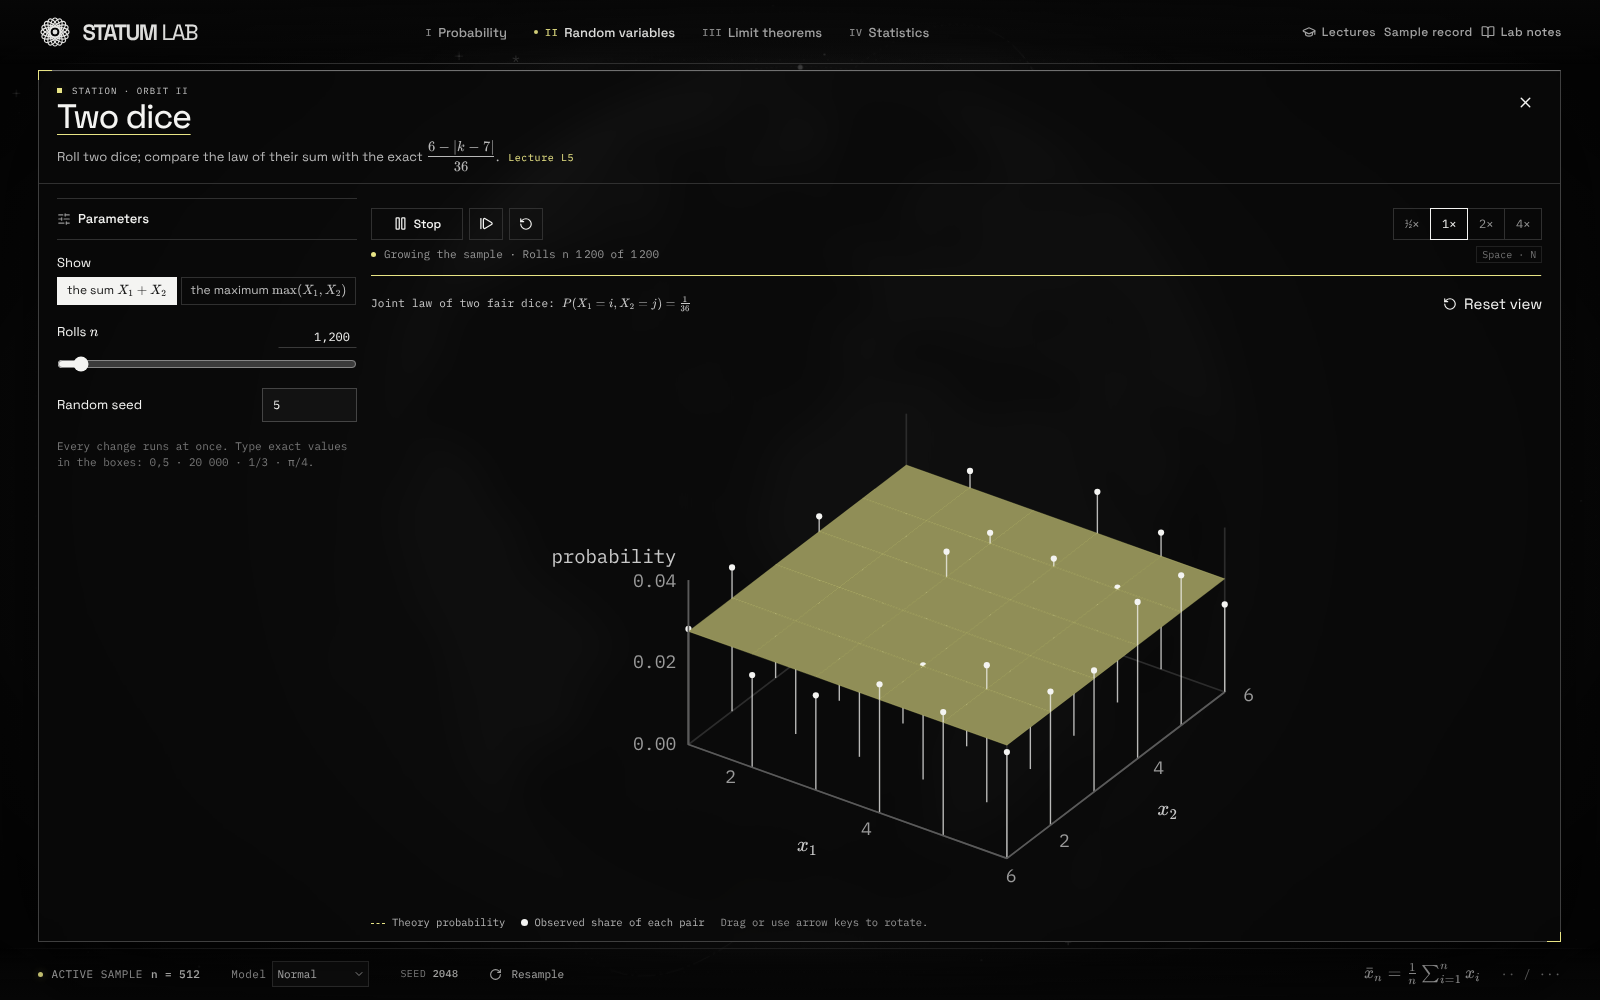 STATUM LAB
I Probability
II Random variables
III Limit theorems
IV Statistics
Lectures
Sample record
Lab notes
STATION · ORBIT II
Two dice
Roll two dice; compare the law of their sum with the exact (6 − |k − 7|)/36. Lecture L5
Parameters
Show
the sum X₁ + X₂
the maximum max(X₁, X₂)
Rolls n
1,200
Random seed
5
Every change runs at once. Type exact values
in the boxes: 0,5 · 20 000 · 1/3 · π/4.
Stop
½×
1×
2×
4×
Growing the sample · Rolls n 1 200 of 1 200
Space · N
Joint law of two fair dice: P(X₁ = i, X₂ = j) = 1/36
Reset view
probability
0.04
0.02
0.00
2
4
6
x₁
2
4
6
x₂
Theory probability
Observed share of each pair
Drag or use arrow keys to rotate.
ACTIVE SAMPLE n = 512
Model
Normal
SEED 2048
Resample
x̄ₙ = 1/n ∑ⁿᵢ₌₁ xᵢ
·· / ···